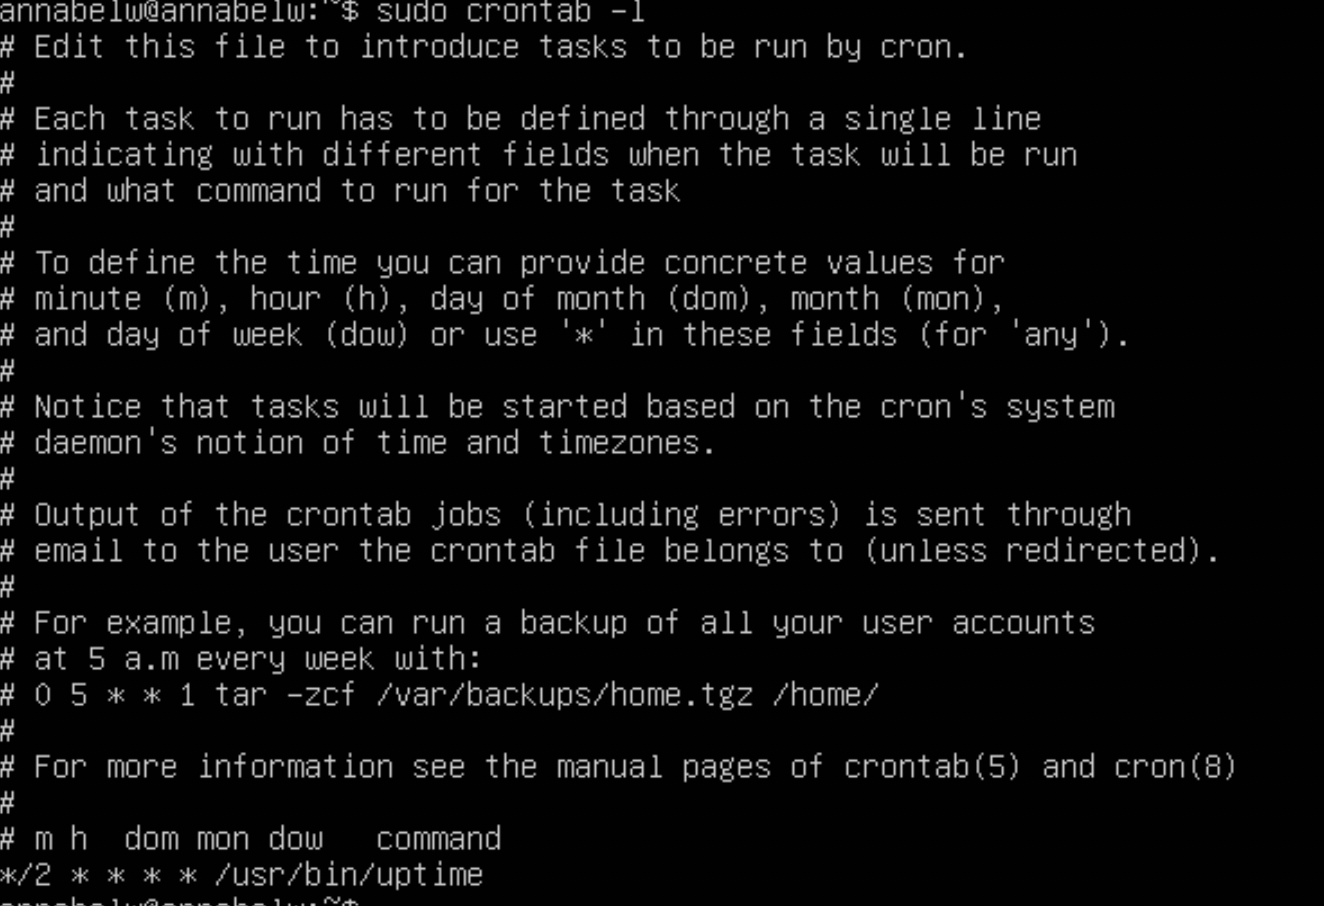 annabelw@annabelw:~$ sudo crontab -l
# Edit this file to introduce tasks to be run by cron.
#
# Each task to run has to be defined through a single line
# indicating with different fields when the task will be run
# and what command to run for the task
#
# To define the time you can provide concrete values for
# minute (m), hour (h), day of month (dom), month (mon),
# and day of week (dow) or use '*' in these fields (for 'any').
#
# Notice that tasks will be started based on the cron's system
# daemon's notion of time and timezones.
#
# Output of the crontab jobs (including errors) is sent through
# email to the user the crontab file belongs to (unless redirected).
#
# For example, you can run a backup of all your user accounts
# at 5 a.m every week with:
# 0 5 * * 1 tar -zcf /var/backups/home.tgz /home/
#
# For more information see the manual pages of crontab(5) and cron(8)
#
# m h  dom mon dow   command
*/2 * * * * /usr/bin/uptime
annabelw@annabelw:~$